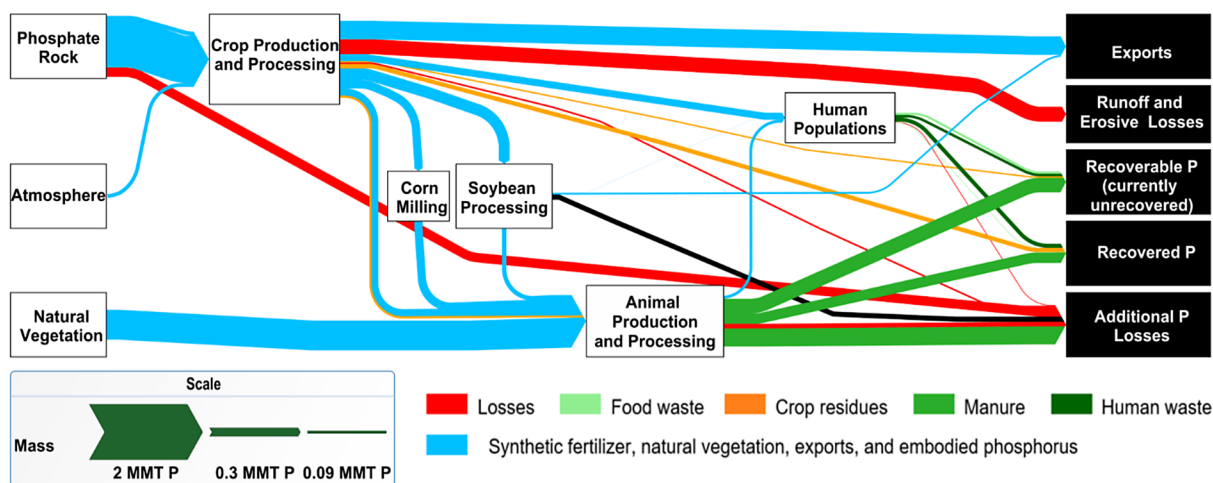 Phosphate
Rock
Crop Production
and Processing
Exports
Runoff and
Erosive Losses
Human
Populations
Atmosphere
Corn
Milling
Soybean
Processing
Recoverable P
(currently
unrecovered)
Recovered P
Natural
Vegetation
Animal
Production
and Processing
Additional P
Losses
Scale
Mass
2 MMT P
0.3 MMT P
0.09 MMT P
Losses
Food waste
Crop residues
Manure
Human waste
Synthetic fertilizer, natural vegetation, exports, and embodied phosphorus